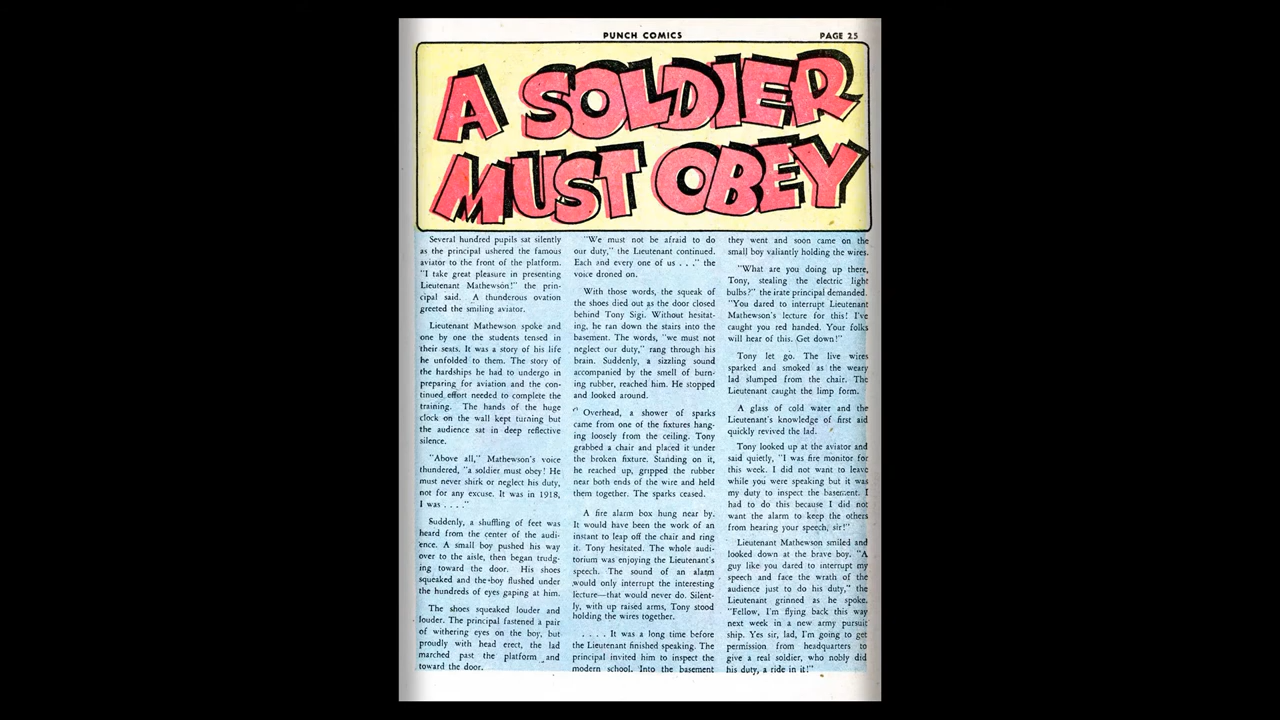 PUNCH COMICS
PAGE 25
A SOLDIER
MUST OBEY
Several hundred pupils sat silently
as the principal ushered the famous
aviator to the front of the platform.
"I take great pleasure in presenting
Lieutenant Mathewson!" the prin-
cipal said. A thunderous ovation
greeted the smiling aviator.
Lieutenant Mathewson spoke and
one by one the students tensed in
their seats. It was a story of his life
he unfolded to them. The story of
the hardships he had to undergo in
preparing for aviation and the con-
tinued effort needed to complete the
training. The hands of the huge
clock on the wall kept turning but
the audience sat in deep reflective
silence.
"Above all," Mathewson's voice
thundered, "a soldier must obey! He
must never shirk or neglect his duty,
not for any excuse. It was in 1918,
I was . . . ."
Suddenly, a shuffling of feet was
heard from the center of the audi-
ence. A small boy pushed his way
over to the aisle, then began trudg-
ing toward the door. His shoes
squeaked and the boy flushed under
the hundreds of eyes gaping at him.
The shoes squeaked louder and
louder. The principal fastened a pair
of withering eyes on the boy, but
proudly with head erect, the lad
marched past the platform and
toward the door.
"We must not be afraid to do
our duty," the Lieutenant continued.
Each and every one of us . . ." the
voice droned on.
With those words, the squeak of
the shoes died out as the door closed
behind Tony Sigi. Without hesitat-
ing, he ran down the stairs into the
basement. The words, "we must not
neglect our duty," rang through his
brain. Suddenly, a sizzling sound
accompanied by the smell of burn-
ing rubber, reached him. He stopped
and looked around.
Overhead, a shower of sparks
came from one of the fixtures hang-
ing loosely from the ceiling. Tony
grabbed a chair and placed it under
the broken fixture. Standing on it,
he reached up, gripped the rubber
near both ends of the wire and held
them together. The sparks ceased.
A fire alarm box hung near by.
It would have been the work of an
instant to leap off the chair and ring
it. Tony hesitated. The whole audi-
torium was enjoying the Lieutenant's
speech. The sound of an alarm
would only interrupt the interesting
lecture—that would never do. Silent-
ly, with up raised arms, Tony stood
holding the wires together.
. . . . It was a long time before
the Lieutenant finished speaking. The
principal invited him to inspect the
modern school. Into the basement
they went and soon came on the
small boy valiantly holding the wires.
"What are you doing up there,
Tony, stealing the electric light
bulbs?" the irate principal demanded.
"You dared to interrupt Lieutenant
Mathewson's lecture for this! I've
caught you red handed. Your folks
will hear of this. Get down!"
Tony let go. The live wires
sparked and smoked as the weary
lad slumped from the chair. The
Lieutenant caught the limp form.
A glass of cold water and the
Lieutenant's knowledge of first aid
quickly revived the lad.
Tony looked up at the aviator and
said quietly, "I was fire monitor for
this week. I did not want to leave
while you were speaking but it was
my duty to inspect the basement. I
had to do this because I did not
want the alarm to keep the others
from hearing your speech, sir!"
Lieutenant Mathewson smiled and
looked down at the brave boy. "A
guy like you dared to interrupt my
speech and face the wrath of the
audience just to do his duty," the
Lieutenant grinned as he spoke.
"Fellow, I'm flying back this way
next week in a new army pursuit
ship. Yes sir, lad, I'm going to get
permission from headquarters to
give a real soldier, who nobly did
his duty, a ride in it!"